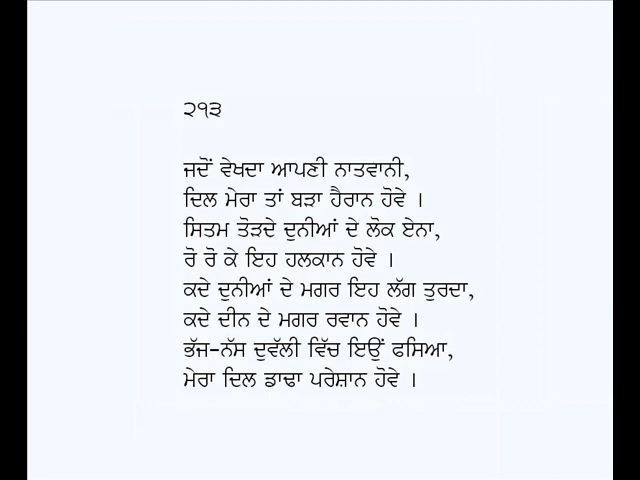 ੨੧੩
ਜਦੋਂ ਵੇਖਦਾ ਆਪਣੀ ਨਾਤਵਾਨੀ,
ਦਿਲ ਮੇਰਾ ਤਾਂ ਬੜਾ ਹੈਰਾਨ ਹੋਵੇ ।
ਸਿਤਮ ਤੋੜਦੇ ਦੁਨੀਆਂ ਦੇ ਲੋਕ ਏਨਾ,
ਰੋ ਰੋ ਕੇ ਇਹ ਹਲਕਾਨ ਹੋਵੇ ।
ਕਦੇ ਦੁਨੀਆਂ ਦੇ ਮਗਰ ਇਹ ਲੱਗ ਤੁਰਦਾ,
ਕਦੇ ਦੀਨ ਦੇ ਮਗਰ ਰਵਾਨ ਹੋਵੇ ।
ਭੱਜ-ਨੱਸ ਦੁਵੱਲੀ ਵਿੱਚ ਇਉਂ ਫਸਿਆ,
ਮੇਰਾ ਦਿਲ ਡਾਢਾ ਪਰੇਸ਼ਾਨ ਹੋਵੇ ।